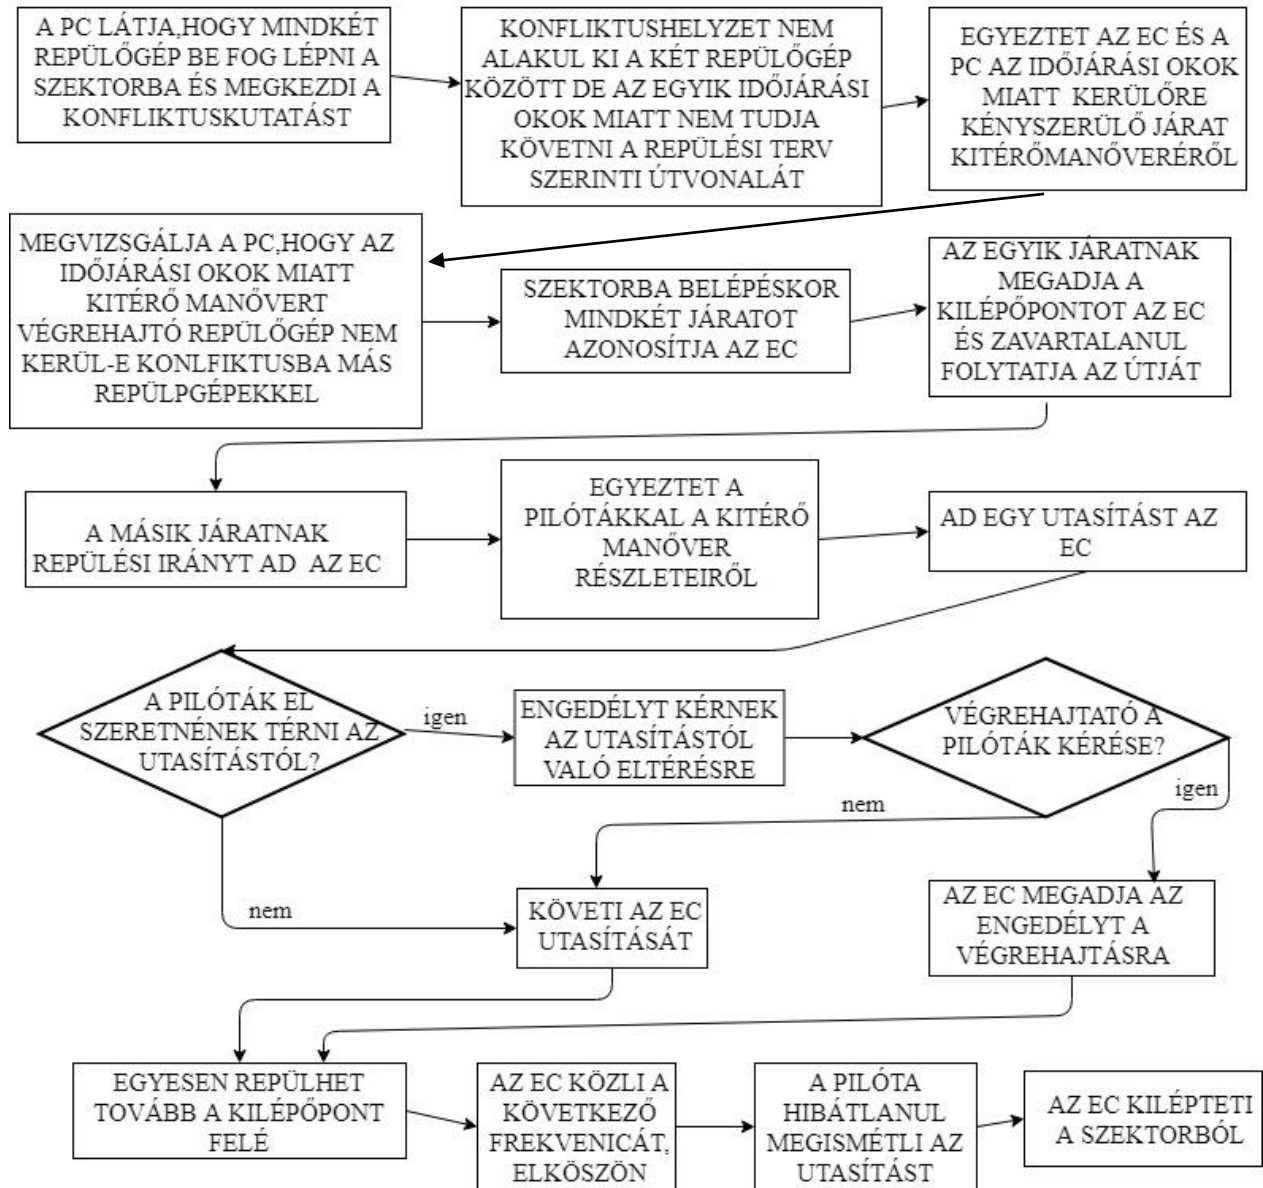 A PC LÁTJA,HOGY MINDKÉT
REPÜLŐGÉP BE FOG LÉPNI A
SZEKTORBA ÉS MEGKEZDI A
KONFLIKTUSKUTATÁST
KONFLIKTUSHELYZET NEM
ALAKUL KI A KÉT REPÜLŐGÉP
KÖZÖTT DE AZ EGYIK IDŐJÁRÁSI
OKOK MIATT NEM TUDJA
KÖVETNI A REPÜLÉSI TERV
SZERINTI ÚTVONALÁT
EGYEZTET AZ EC ÉS A
PC AZ IDŐJÁRÁSI OKOK
MIATT KERÜLŐRE
KÉNYSZERÜLŐ JÁRAT
KITÉRŐMANŐVERÉRŐL
MEGVIZSGÁLJA A PC,HOGY AZ
IDŐJÁRÁSI OKOK MIATT
KITÉRŐ MANŐVERT
VÉGREHAJTÓ REPÜLŐGÉP NEM
KERÜL-E KONLFIKTUSBA MÁS
REPÜLPGÉPEKKEL
SZEKTORBA BELÉPÉSKOR
MINDKÉT JÁRATOT
AZONOSÍTJA AZ EC
AZ EGYIK JÁRATNAK
MEGADJA A
KILÉPŐPONTOT AZ EC
ÉS ZAVARTALANUL
FOLYTATJA AZ ÚTJÁT
A MÁSIK JÁRATNAK
REPÜLÉSI IRÁNYT AD AZ EC
EGYEZTET A
PILÓTÁKKAL A KITÉRŐ
MANŐVER
RÉSZLETEIRŐL
AD EGY UTASÍTÁST AZ
EC
A PILÓTÁK EL
SZERETNÉNEK TÉRNI AZ
UTASÍTÁSTÓL?
igen
ENGEDÉLYT KÉRNEK
AZ UTASÍTÁSTÓL
VALÓ ELTÉRÉSRE
VÉGREHAJTATÓ A
PILÓTÁK KÉRÉSE?
nem
igen
nem
KÖVETI AZ EC
UTASÍTÁSÁT
AZ EC MEGADJA AZ
ENGEDÉLYT A
VÉGREHAJTÁSRA
EGYESEN REPÜLHET
TOVÁBB A KILÉPŐPONT
FELÉ
AZ EC KÖZLI A
KÖVETKEZŐ
FREKVENICÁT,
ELKÖSZÖN
A PILÓTA
HIBÁTLANUL
MEGISMÉTLI AZ
UTASÍTÁST
AZ EC KILÉPTETI
A SZEKTORBÓL